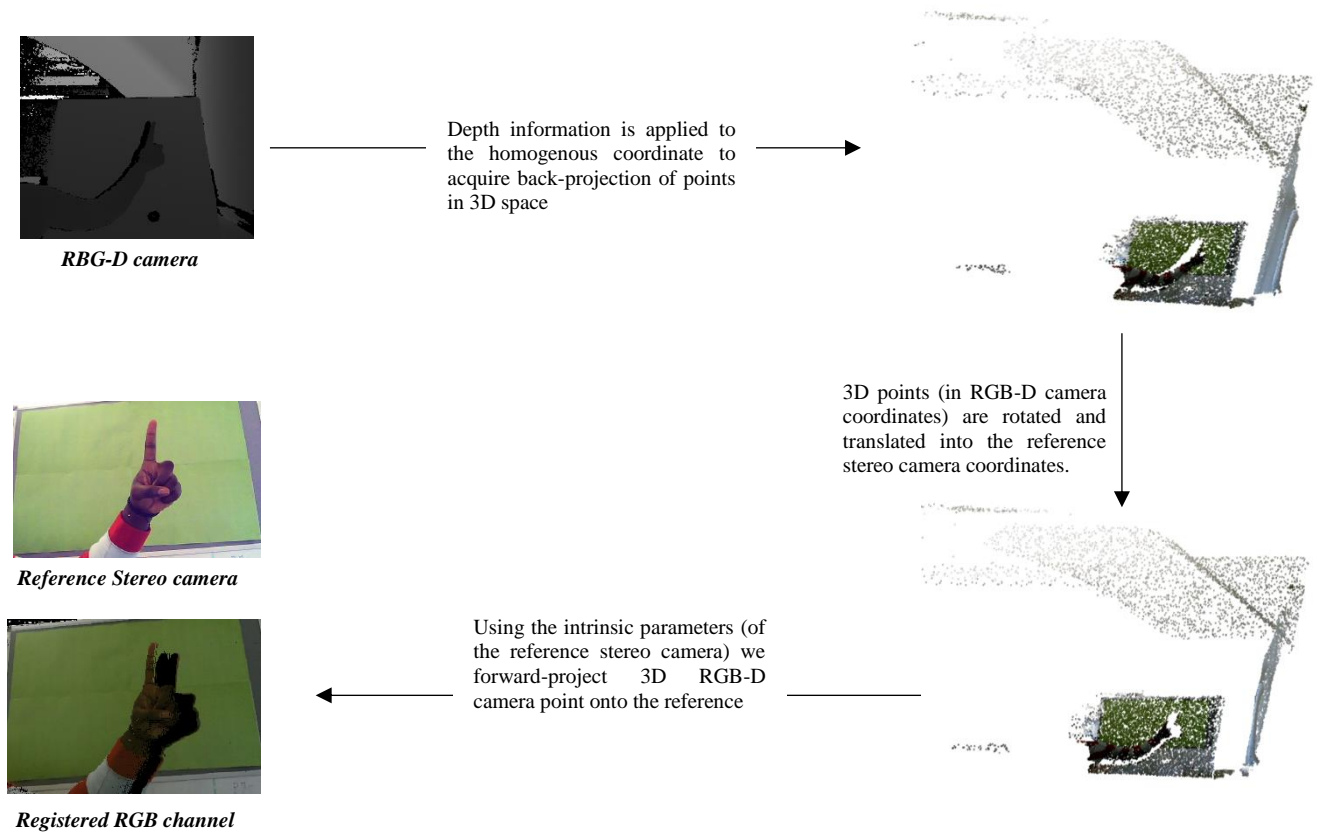 Depth information is applied to
the homogenous coordinate to
acquire back-projection of points
in 3D space
RBG-D camera
3D points (in RGB-D camera
coordinates) are rotated and
translated into the reference
stereo camera coordinates.
Reference Stereo camera
Using the intrinsic parameters (of
the reference stereo camera) we
forward-project 3D RGB-D
camera point onto the reference
Registered RGB channel